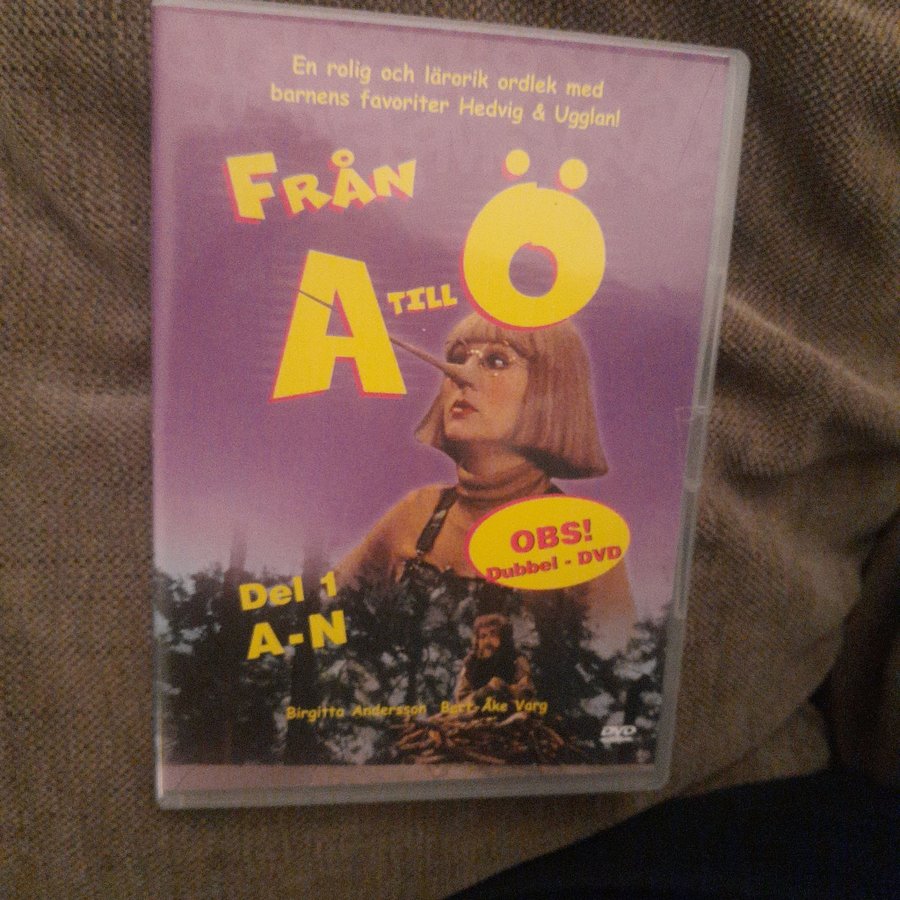 En rolig och lärorik ordlek med
barnens favoriter Hedvig & Ugglan!
FRÅN
A TILL Ö
OBS!
Dubbel - DVD
Del 1
A-N
Birgitta Andersson Bert-Åke Varg
DVD